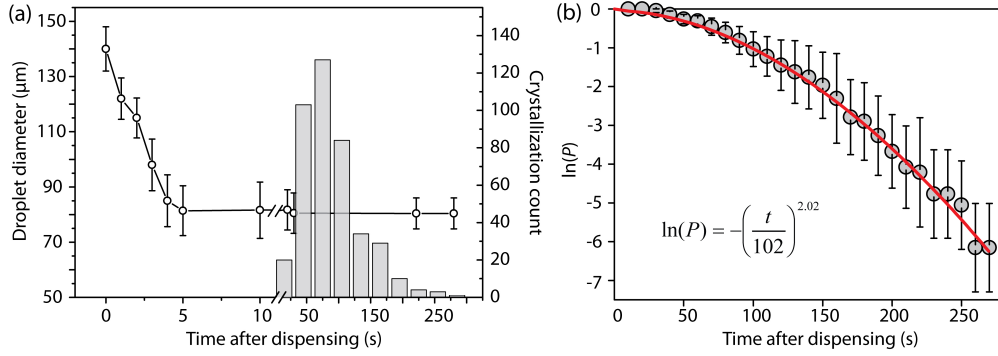 (a)
150
130
110
90
70
50
Droplet diameter (μm)
140
120
100
80
60
40
20
0
Crystallization count
0 5 10 50 150 250
Time after dispensing (s)
(b)
0
-1
-2
-3
-4
-5
-6
-7
ln(P)
ln(P) = -(t/102)^2.02
0 50 100 150 200 250
Time after dispensing (s)